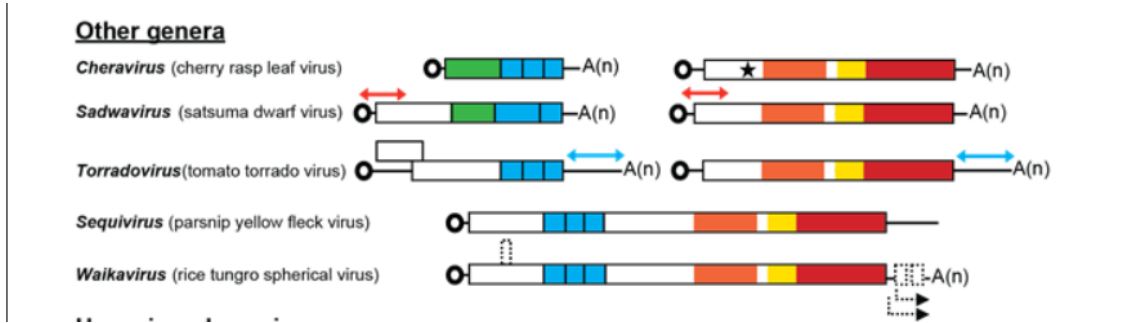 Other genera
Cheravirus (cherry rasp leaf virus) A(n) A(n)
Sadwavirus (satsuma dwarf virus) A(n) A(n)
Torradovirus(tomato torrado virus) A(n) A(n)
Sequivirus (parsnip yellow fleck virus)
Waikavirus (rice tungro spherical virus) A(n)